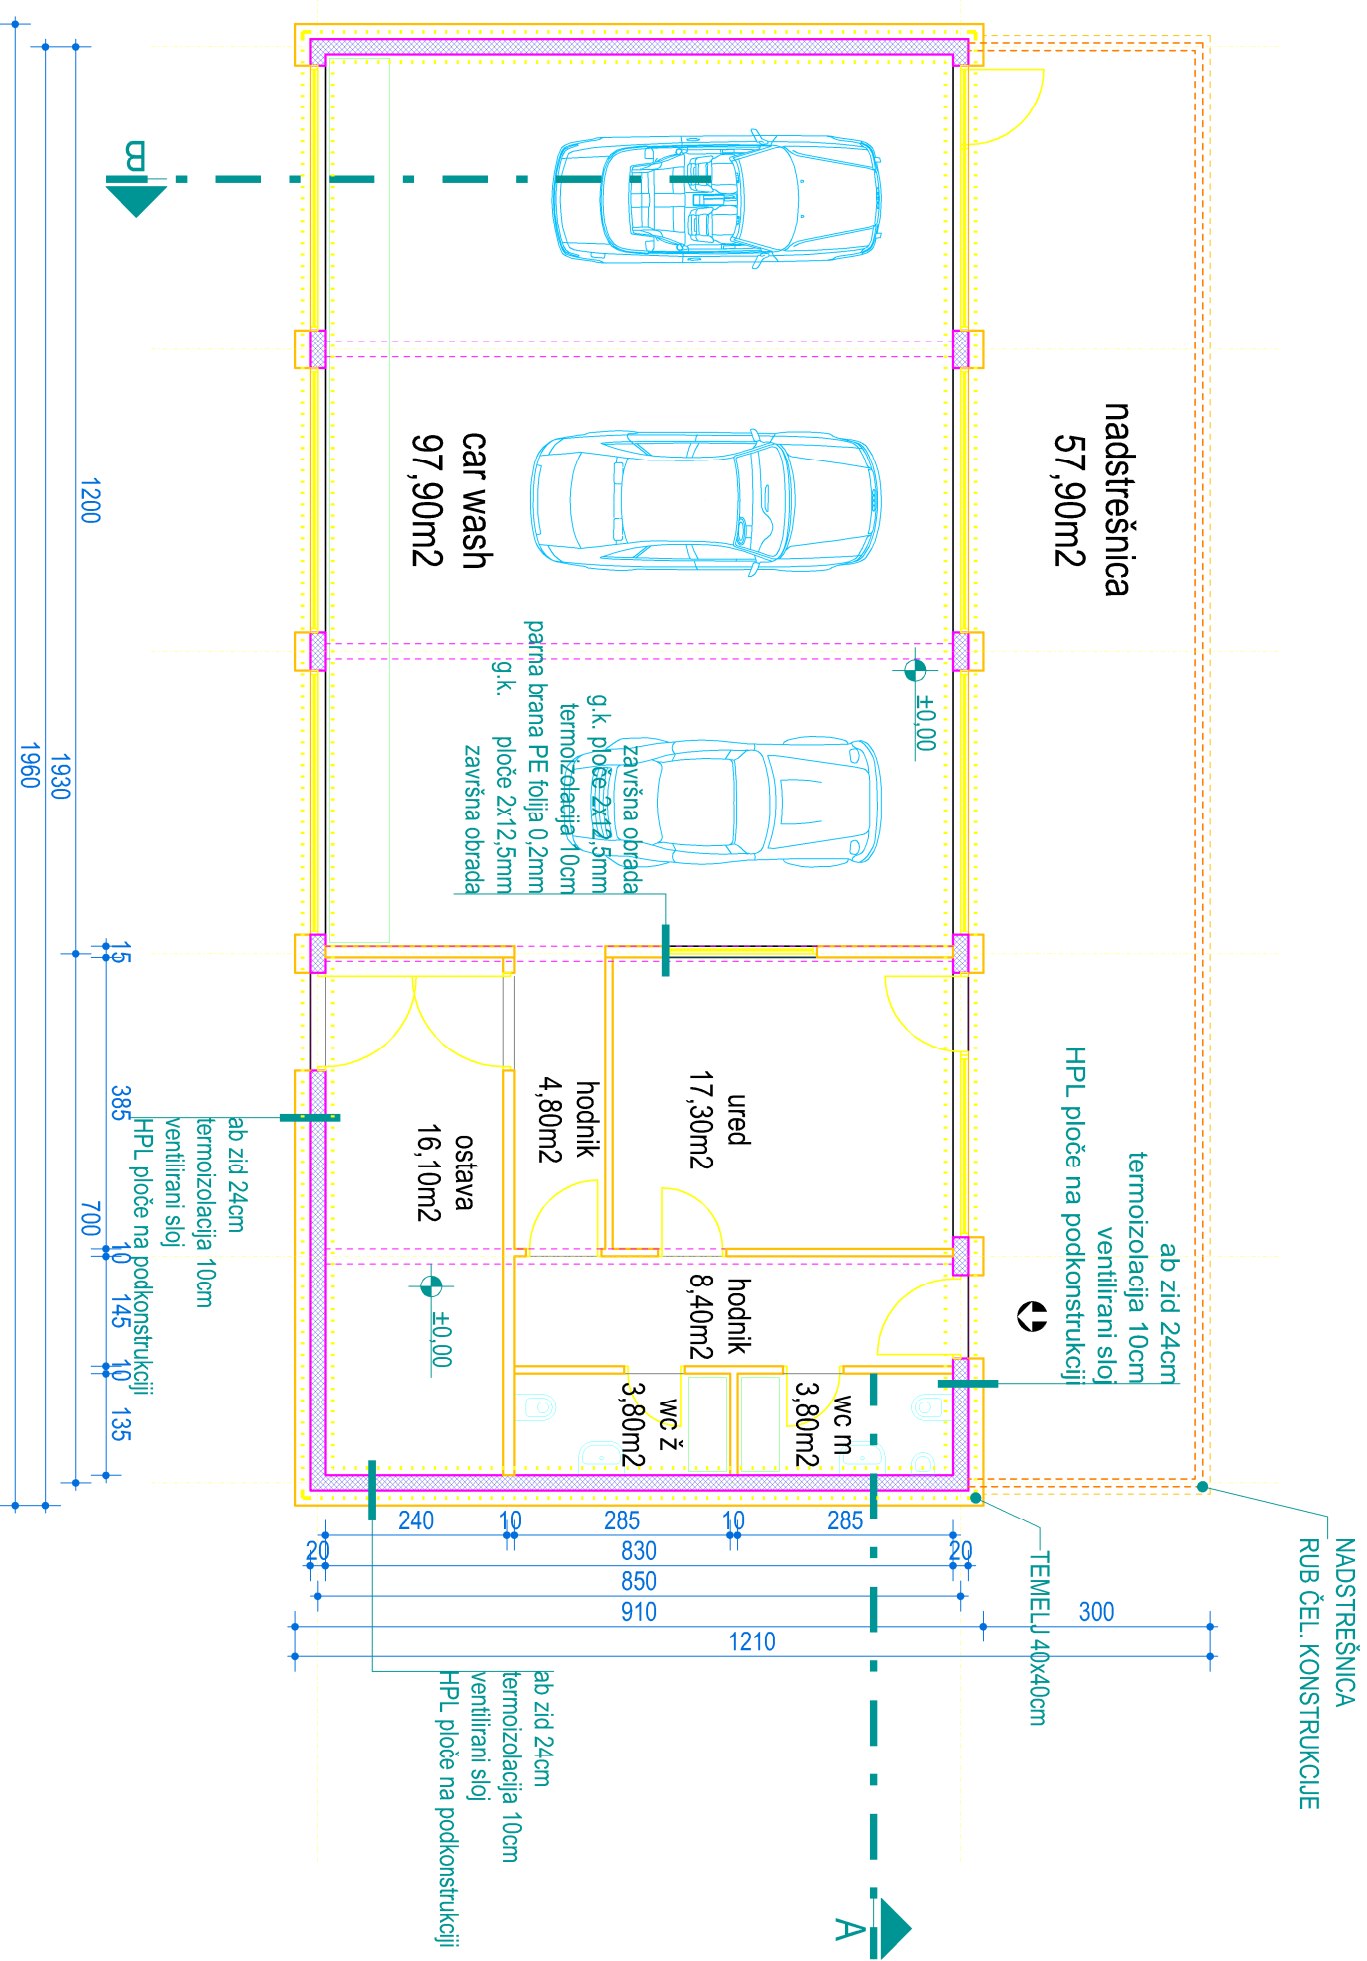 NADSTREŠNICA
RUB ČEL. KONSTRUKCIJE
nadstrešnica
57,90m2
ab zid 24cm
termoizolacija 10cm
ventilirani sloj
HPL ploče na podkonstrukciji
TEMELJ 40x40cm
±0,00
car wash
97,90m2
završna obrada
g.k. ploče 2x12,5mm
termoizolacija 10cm
parna brana PE folija 0,2mm
g.k. ploče 2x12,5mm
završna obrada
ured
17,30m2
hodnik
4,80m2
hodnik
8,40m2
wc m
3,80m2
wc ž
3,80m2
ostava
16,10m2
±0,00
ab zid 24cm
termoizolacija 10cm
ventilirani sloj
HPL ploče na podkonstrukciji
ab zid 24cm
termoizolacija 10cm
ventilirani sloj
HPL ploče na podkonstrukciji
B
A
15
385
10
145
10
135
1200
700
1930
1960
240
10
285
10
285
20
830
20
850
910
300
1210